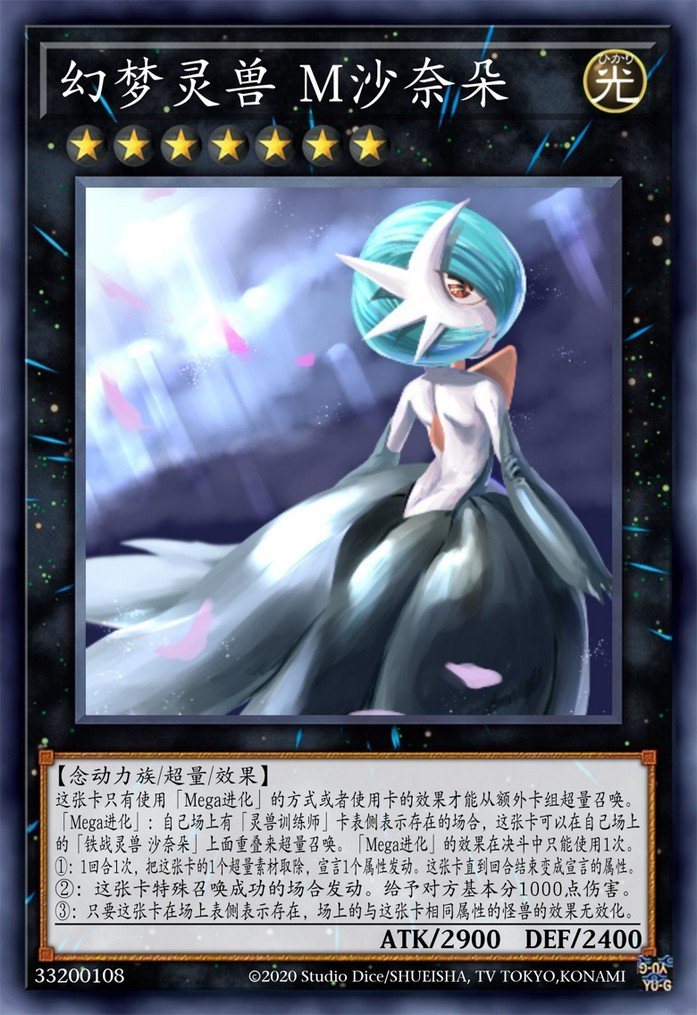 幻梦灵兽 M沙奈朵
ひかり
光
【念动力族/超量/效果】
这张卡只有使用「Mega进化」的方式或者使用卡的效果才能从额外卡组超量召唤。
「Mega进化」:自己场上有「灵兽训练师」卡表侧表示存在的场合，这张卡可以在自己场上
的「铁战灵兽 沙奈朵」上面重叠来超量召唤。「Mega进化」的效果在决斗中只能使用1次。
①:1回合1次，把这张卡的1个超量素材取除，宣言1个属性发动。这张卡直到回合结束变成宣言的属性。
②:这张卡特殊召唤成功的场合发动。给予对方基本分1000点伤害。
③:只要这张卡在场上表侧表示存在，场上的与这张卡相同属性的怪兽的效果无效化。
ATK/2900 DEF/2400
33200108 ©2020 Studio Dice/SHUEISHA, TV TOKYO,KONAMI
YU-G
YU-G